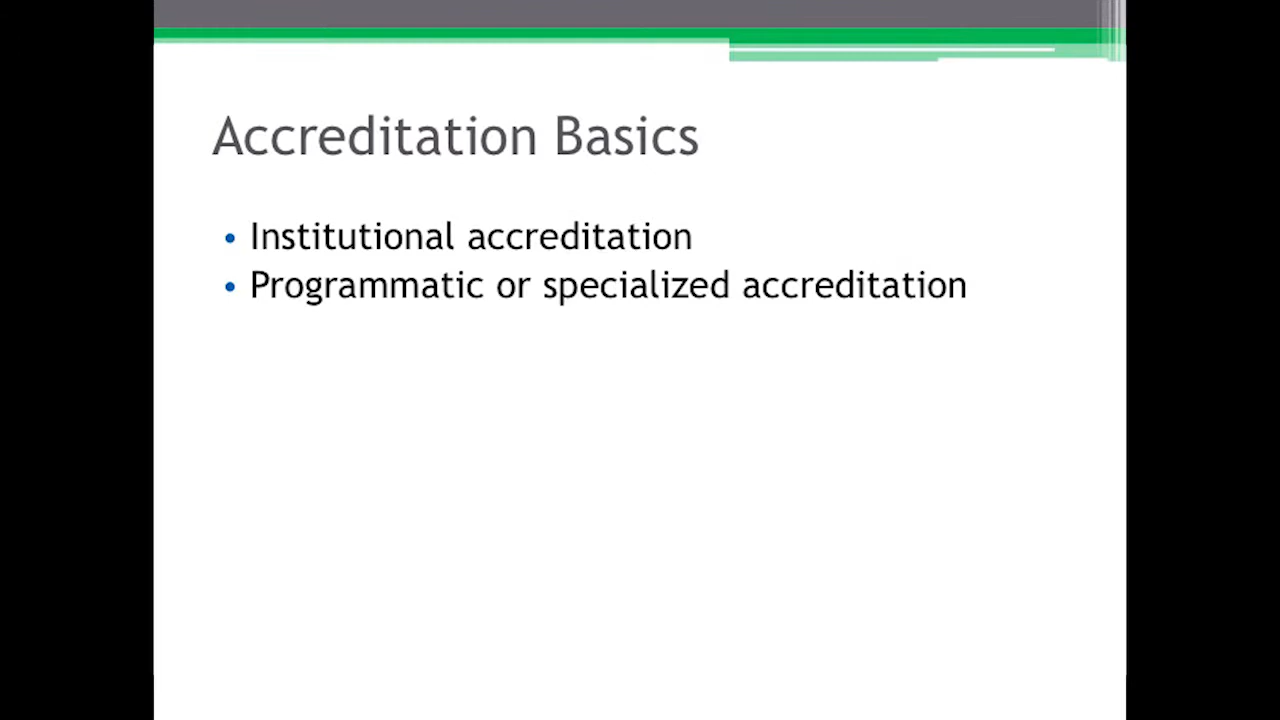 Accreditation Basics
• Institutional accreditation
• Programmatic or specialized accreditation